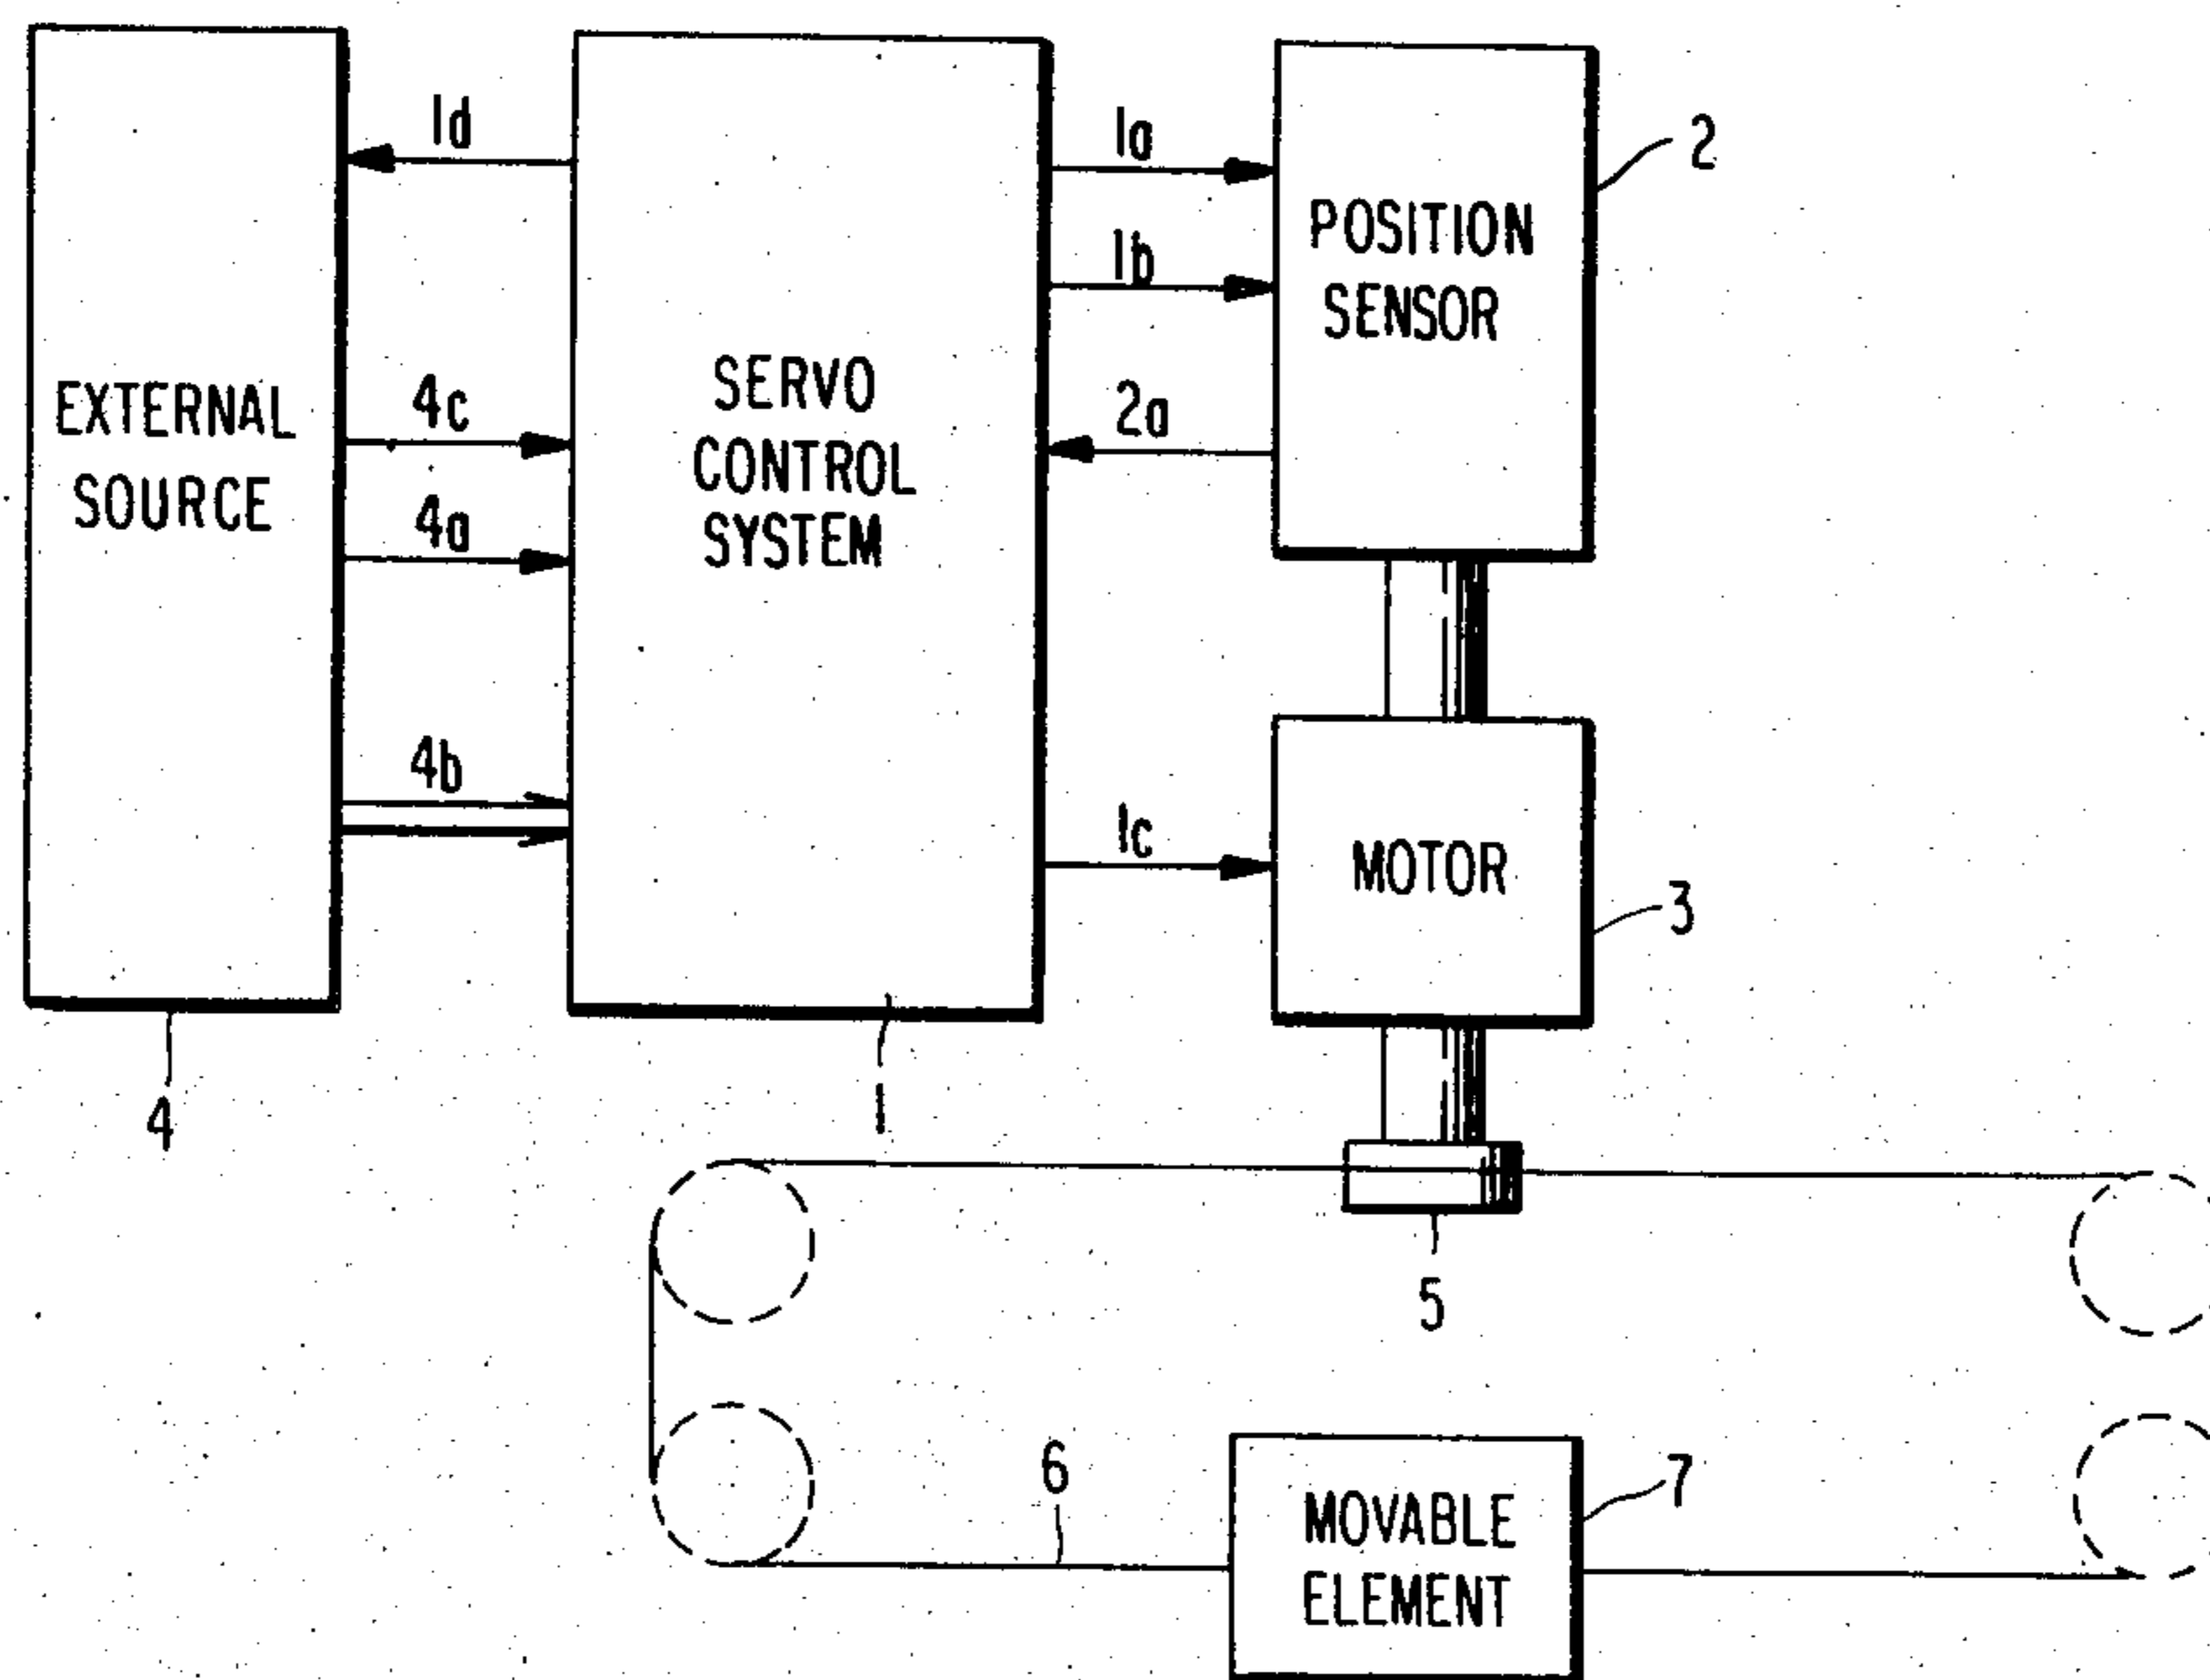 1d
1a
2
POSITION
SENSOR
1b
EXTERNAL
SOURCE
4c
SERVO
CONTROL
SYSTEM
2a
4a
4b
1c
MOTOR
3
4
1
5
6
MOVABLE
ELEMENT
7